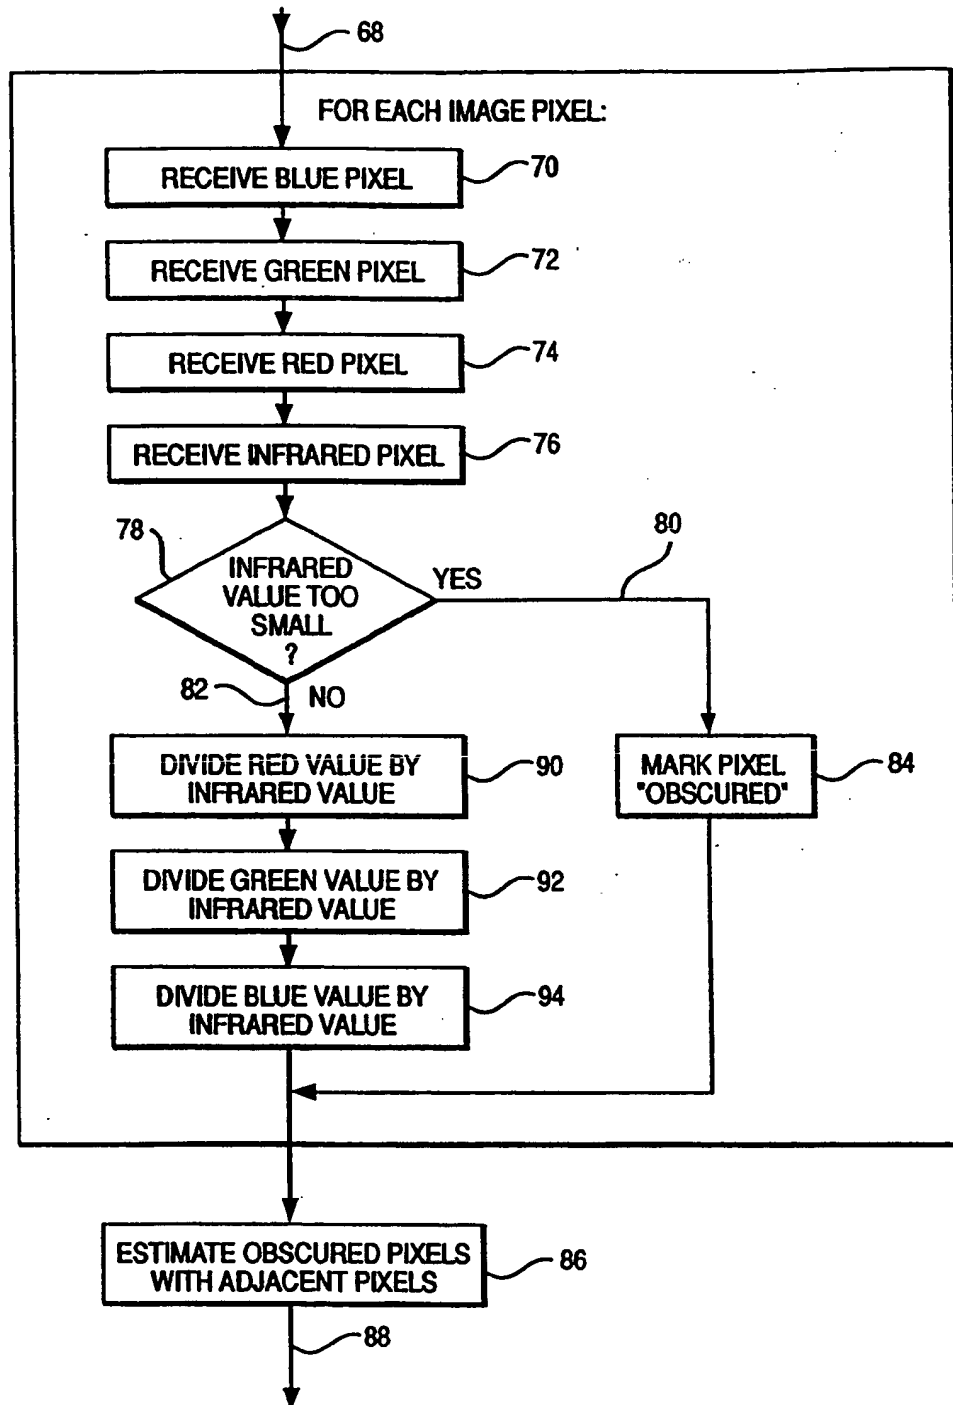 68
FOR EACH IMAGE PIXEL:
RECEIVE BLUE PIXEL
70
RECEIVE GREEN PIXEL
72
RECEIVE RED PIXEL
74
RECEIVE INFRARED PIXEL
76
78
INFRARED
VALUE TOO
SMALL
?
YES
80
82
NO
DIVIDE RED VALUE BY
INFRARED VALUE
90
MARK PIXEL
"OBSCURED"
84
DIVIDE GREEN VALUE BY
INFRARED VALUE
92
DIVIDE BLUE VALUE BY
INFRARED VALUE
94
ESTIMATE OBSCURED PIXELS
WITH ADJACENT PIXELS
86
88